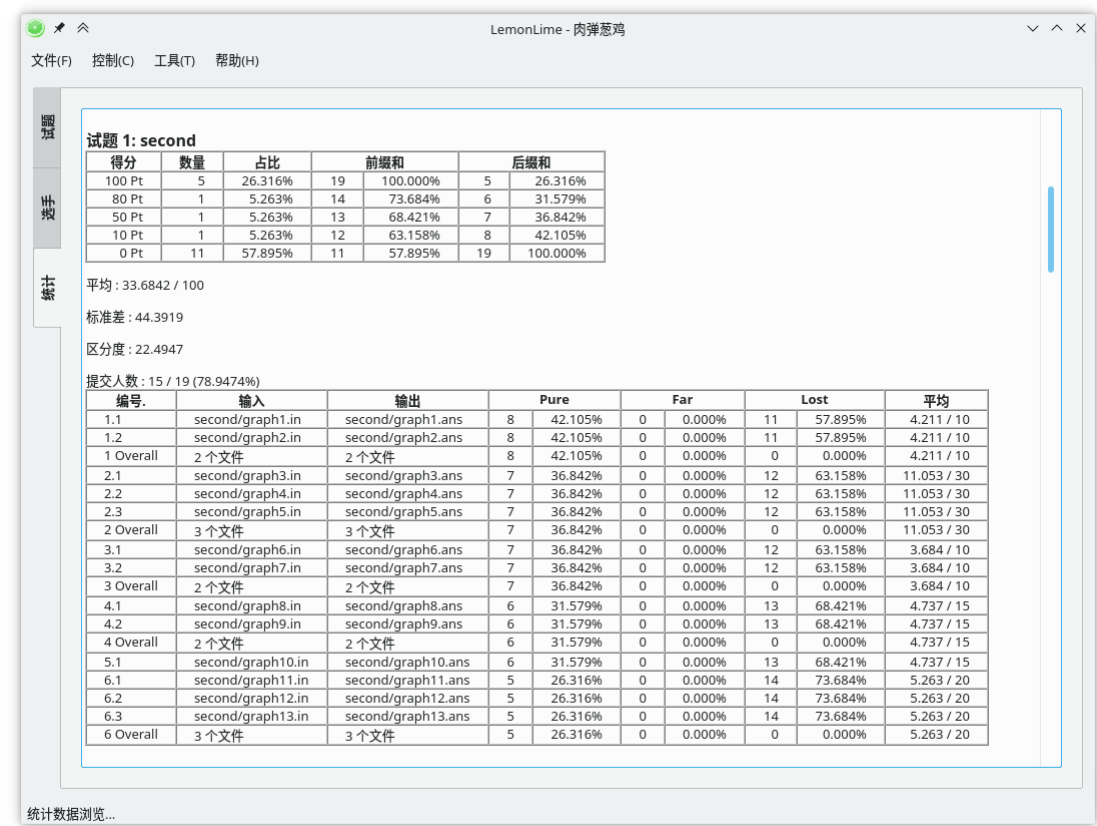 LemonLime - 肉弹葱鸡
文件(F) 控制(C) 工具(T) 帮助(H)
试题
选手
统计
试题 1: second
得分 数量 占比 前缀和 后缀和
100 Pt 5 26.316% 19 100.000% 5 26.316%
80 Pt 1 5.263% 14 73.684% 6 31.579%
50 Pt 1 5.263% 13 68.421% 7 36.842%
10 Pt 1 5.263% 12 63.158% 8 42.105%
0 Pt 11 57.895% 11 57.895% 19 100.000%
平均 : 33.6842 / 100
标准差 : 44.3919
区分度 : 22.4947
提交人数 : 15 / 19 (78.9474%)
编号. 输入 输出 Pure Far Lost 平均
1.1 second/graph1.in second/graph1.ans 8 42.105% 0 0.000% 11 57.895% 4.211 / 10
1.2 second/graph2.in second/graph2.ans 8 42.105% 0 0.000% 11 57.895% 4.211 / 10
1 Overall 2 个文件 2 个文件 8 42.105% 0 0.000% 0 0.000% 4.211 / 10
2.1 second/graph3.in second/graph3.ans 7 36.842% 0 0.000% 12 63.158% 11.053 / 30
2.2 second/graph4.in second/graph4.ans 7 36.842% 0 0.000% 12 63.158% 11.053 / 30
2.3 second/graph5.in second/graph5.ans 7 36.842% 0 0.000% 12 63.158% 11.053 / 30
2 Overall 3 个文件 3 个文件 7 36.842% 0 0.000% 0 0.000% 11.053 / 30
3.1 second/graph6.in second/graph6.ans 7 36.842% 0 0.000% 12 63.158% 3.684 / 10
3.2 second/graph7.in second/graph7.ans 7 36.842% 0 0.000% 12 63.158% 3.684 / 10
3 Overall 2 个文件 2 个文件 7 36.842% 0 0.000% 0 0.000% 3.684 / 10
4.1 second/graph8.in second/graph8.ans 6 31.579% 0 0.000% 13 68.421% 4.737 / 15
4.2 second/graph9.in second/graph9.ans 6 31.579% 0 0.000% 13 68.421% 4.737 / 15
4 Overall 2 个文件 2 个文件 6 31.579% 0 0.000% 0 0.000% 4.737 / 15
5.1 second/graph10.in second/graph10.ans 6 31.579% 0 0.000% 13 68.421% 4.737 / 15
6.1 second/graph11.in second/graph11.ans 5 26.316% 0 0.000% 14 73.684% 5.263 / 20
6.2 second/graph12.in second/graph12.ans 5 26.316% 0 0.000% 14 73.684% 5.263 / 20
6.3 second/graph13.in second/graph13.ans 5 26.316% 0 0.000% 14 73.684% 5.263 / 20
6 Overall 3 个文件 3 个文件 5 26.316% 0 0.000% 0 0.000% 5.263 / 20
统计数据浏览...